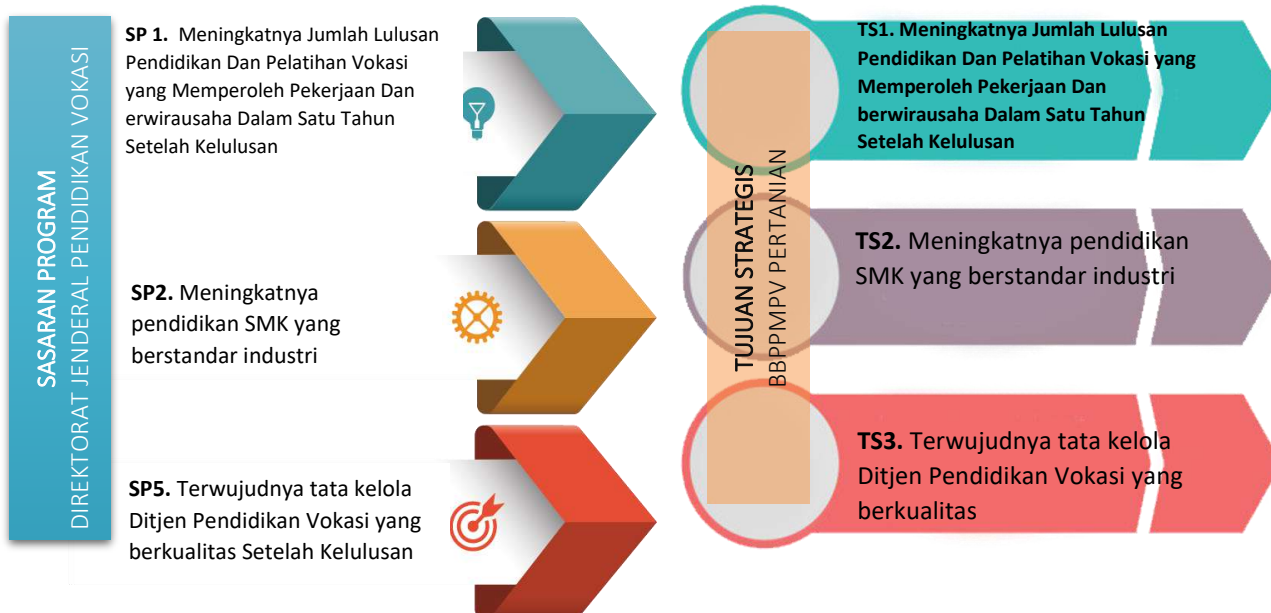 SASARAN PROGRAM
DIREKTORAT JENDERAL PENDIDIKAN VOKASI
SP 1. Meningkatnya Jumlah Lulusan
Pendidikan Dan Pelatihan Vokasi
yang Memperoleh Pekerjaan Dan
erwirausaha Dalam Satu Tahun
Setelah Kelulusan
SP2. Meningkatnya
pendidikan SMK yang
berstandar industri
SP5. Terwujudnya tata kelola
Ditjen Pendidikan Vokasi yang
berkualitas Setelah Kelulusan
TUJUAN STRATEGIS
BBPPMPV PERTANIAN
TS1. Meningkatnya Jumlah Lulusan
Pendidikan Dan Pelatihan Vokasi yang
Memperoleh Pekerjaan Dan
berwirausaha Dalam Satu Tahun
Setelah Kelulusan
TS2. Meningkatnya pendidikan
SMK yang berstandar industri
TS3. Terwujudnya tata kelola
Ditjen Pendidikan Vokasi yang
berkualitas